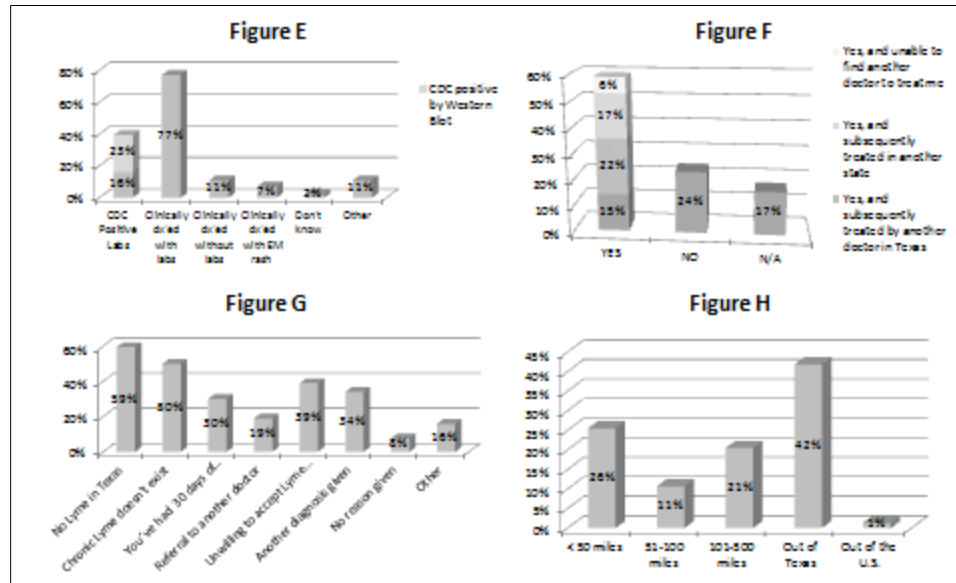 Figure E
80%
60%
40%
20%
0%
23%
16%
77%
11%
7%
2%
11%
CDC
Positive
Labs
Clinically
dx'ed
with
labs
Clinically
dx'ed
without
labs
Clinically
dx'ed
with EM
rash
Don't
know
Other
CDC positive
by Western
Blot
Figure F
60%
50%
40%
30%
20%
10%
0%
6%
17%
22%
15%
24%
17%
YES
NO
N/A
Yes, and unable to
find another
doctor to treat me
Yes, and
subsequently
treated in another
state
Yes, and
subsequently
treated by another
doctor in Texas
Figure G
60%
40%
20%
0%
59%
50%
30%
19%
39%
34%
8%
16%
No Lyme in Texas
Chronic Lyme doesn't exist
You've had 30 days of...
Referral to another doctor
Unwilling to accept Lyme...
Another diagnosis given
No reason given
Other
Figure H
45%
40%
35%
30%
25%
20%
15%
10%
5%
0%
26%
11%
21%
42%
1%
< 50 miles
51-100
miles
101-500
miles
Out of
Texas
Out of the
U.S.